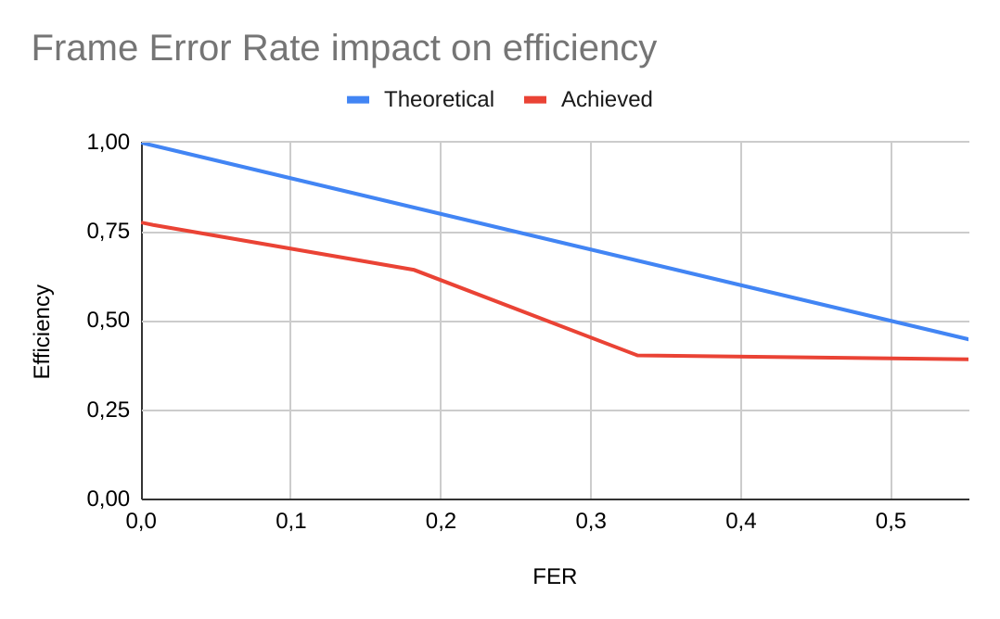 Frame Error Rate impact on efficiency
Theoretical Achieved
1,00
0,75
0,50
0,25
0,00
Efficiency
0,0 0,1 0,2 0,3 0,4 0,5
FER